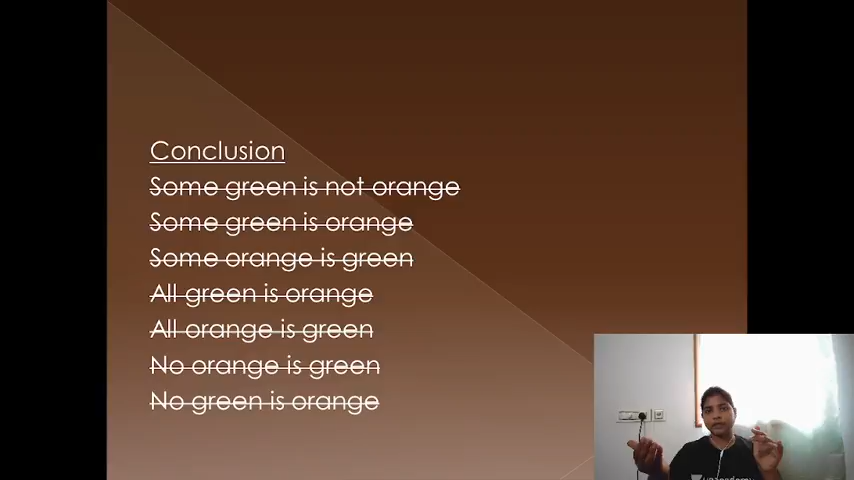 Conclusion
Some green is not orange
Some green is orange
Some orange is green
All green is orange
All orange is green
No orange is green
No green is orange